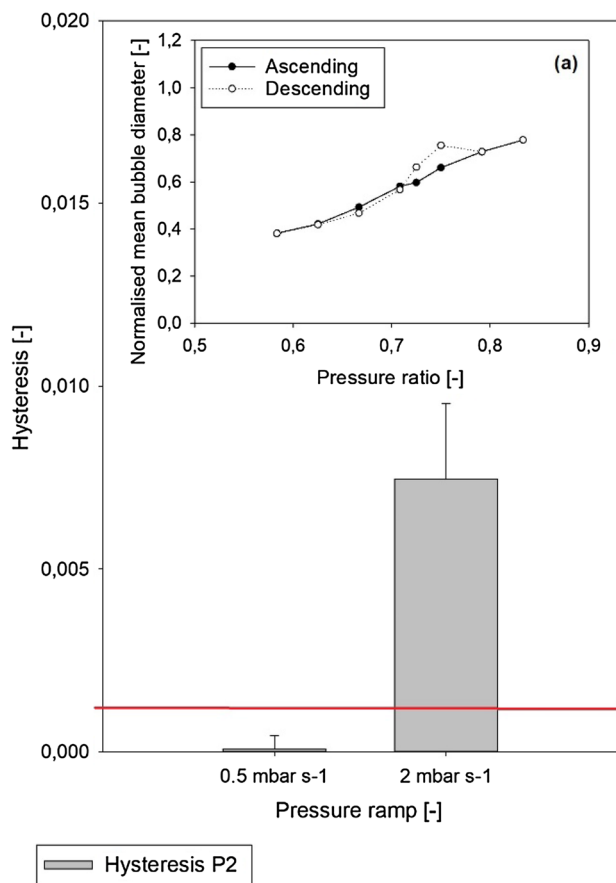 0,020
0,015
0,010
0,005
0,000
Hysteresis [-]
1,2
1,0
0,8
0,6
0,4
0,2
0,0
Normalised mean bubble diameter [-]
Ascending
Descending
(a)
0,5 0,6 0,7 0,8 0,9
Pressure ratio [-]
0.5 mbar s-1 2 mbar s-1
Pressure ramp [-]
Hysteresis P2